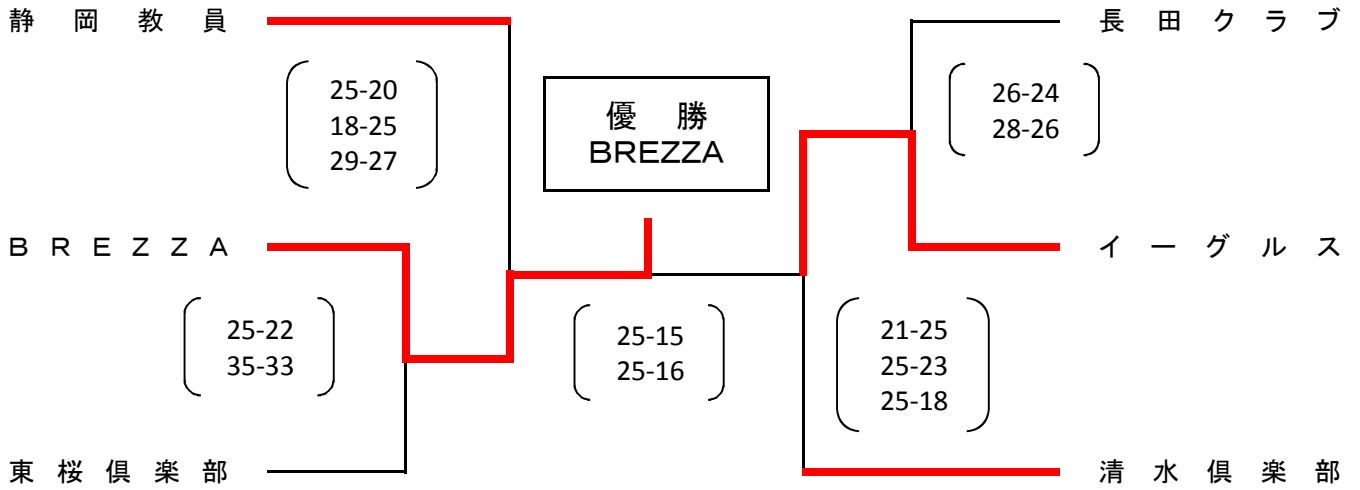 静岡教員
長田クラブ
25-20
18-25
29-27
優勝
BREZZA
26-24
28-26
BREZZA
イーグルス
25-22
35-33
25-15
25-16
21-25
25-23
25-18
東桜倶楽部
清水倶楽部